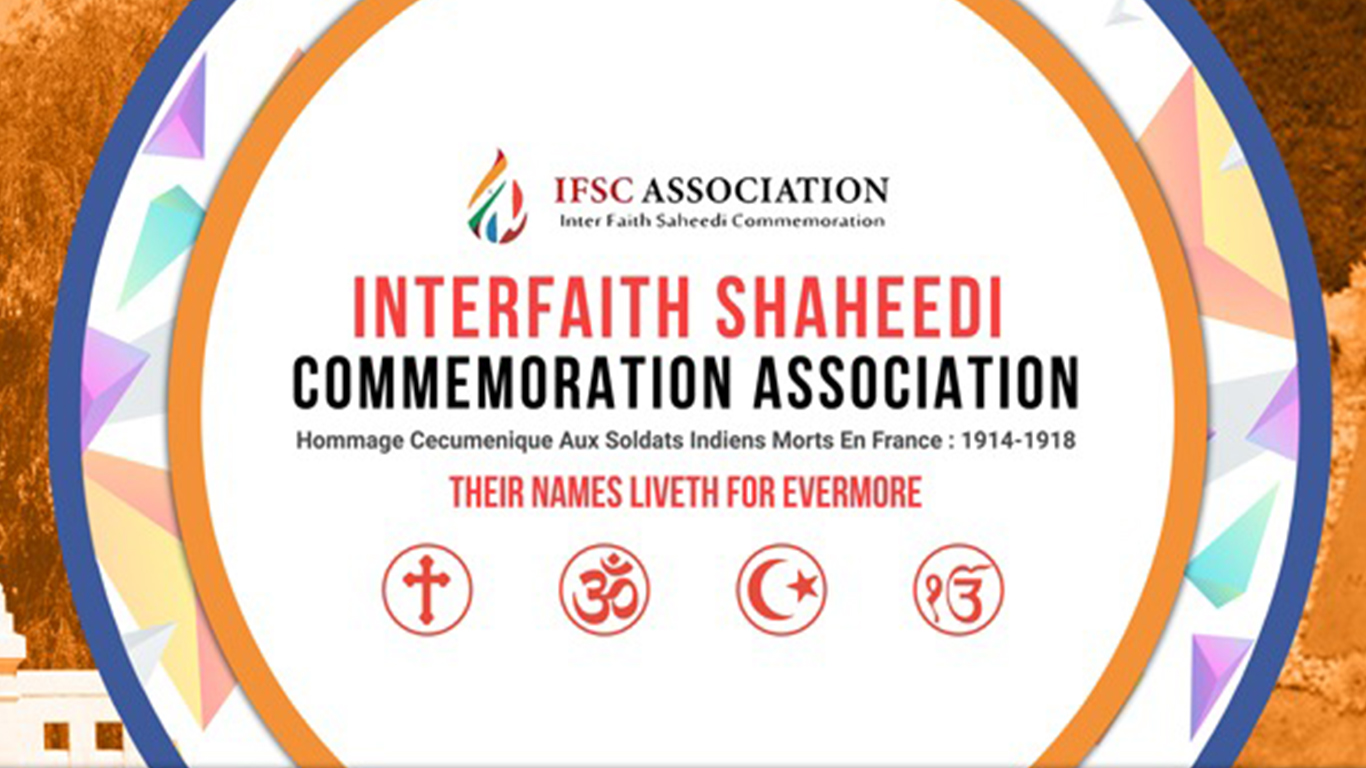 IFSC ASSOCIATION
Inter Faith Saheedi Commemoration
INTERFAITH SHAHEEDI
COMMEMORATION ASSOCIATION
Hommage Cecumenique Aux Soldats Indiens Morts En France : 1914-1918
THEIR NAMES LIVETH FOR EVERMORE
ॐ
ੴ